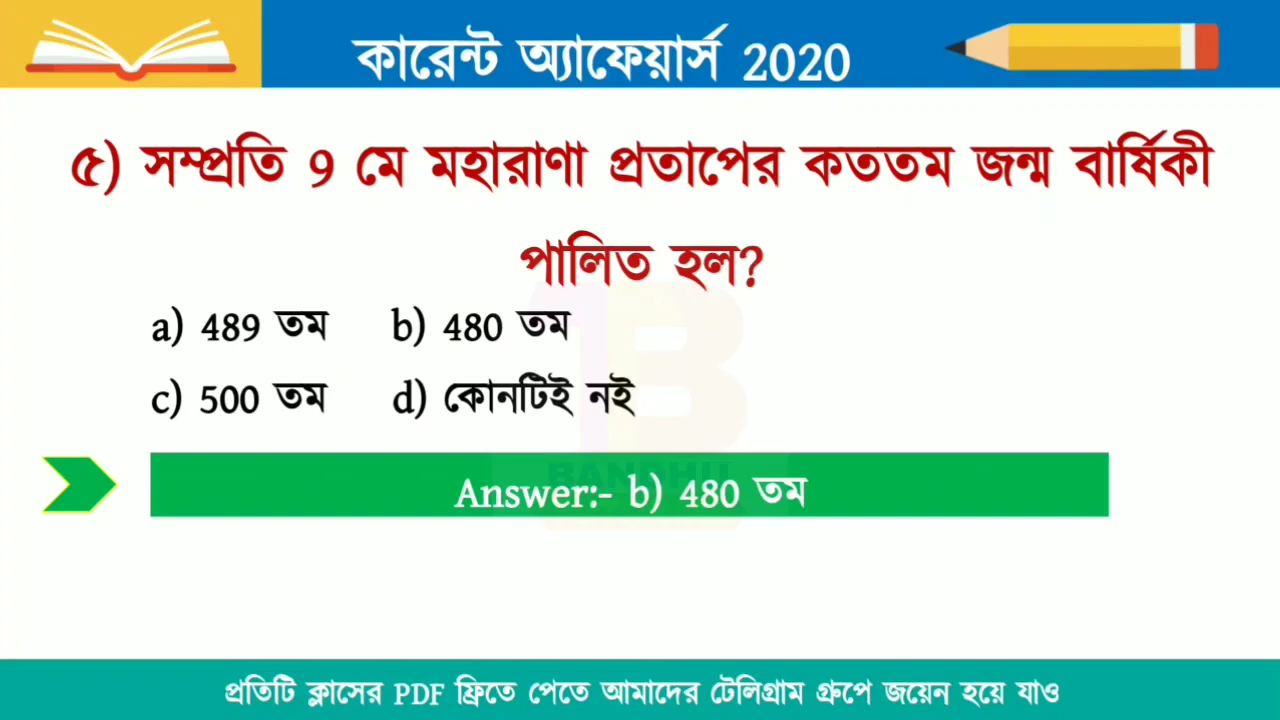 কারেন্ট অ্যাফেয়ার্স 2020
৫) সম্প্রতি 9 মে মহারাণা প্রতাপের কততম জন্ম বার্ষিকী
পালিত হল?
a) 489 তম b) 480 তম
c) 500 তম d) কোনটিই নই
BANDHU
Answer:- b) 480 তম
প্রতিটি ক্লাসের PDF ফ্রিতে পেতে আমাদের টেলিগ্রাম গ্রুপে জয়েন হয়ে যাও